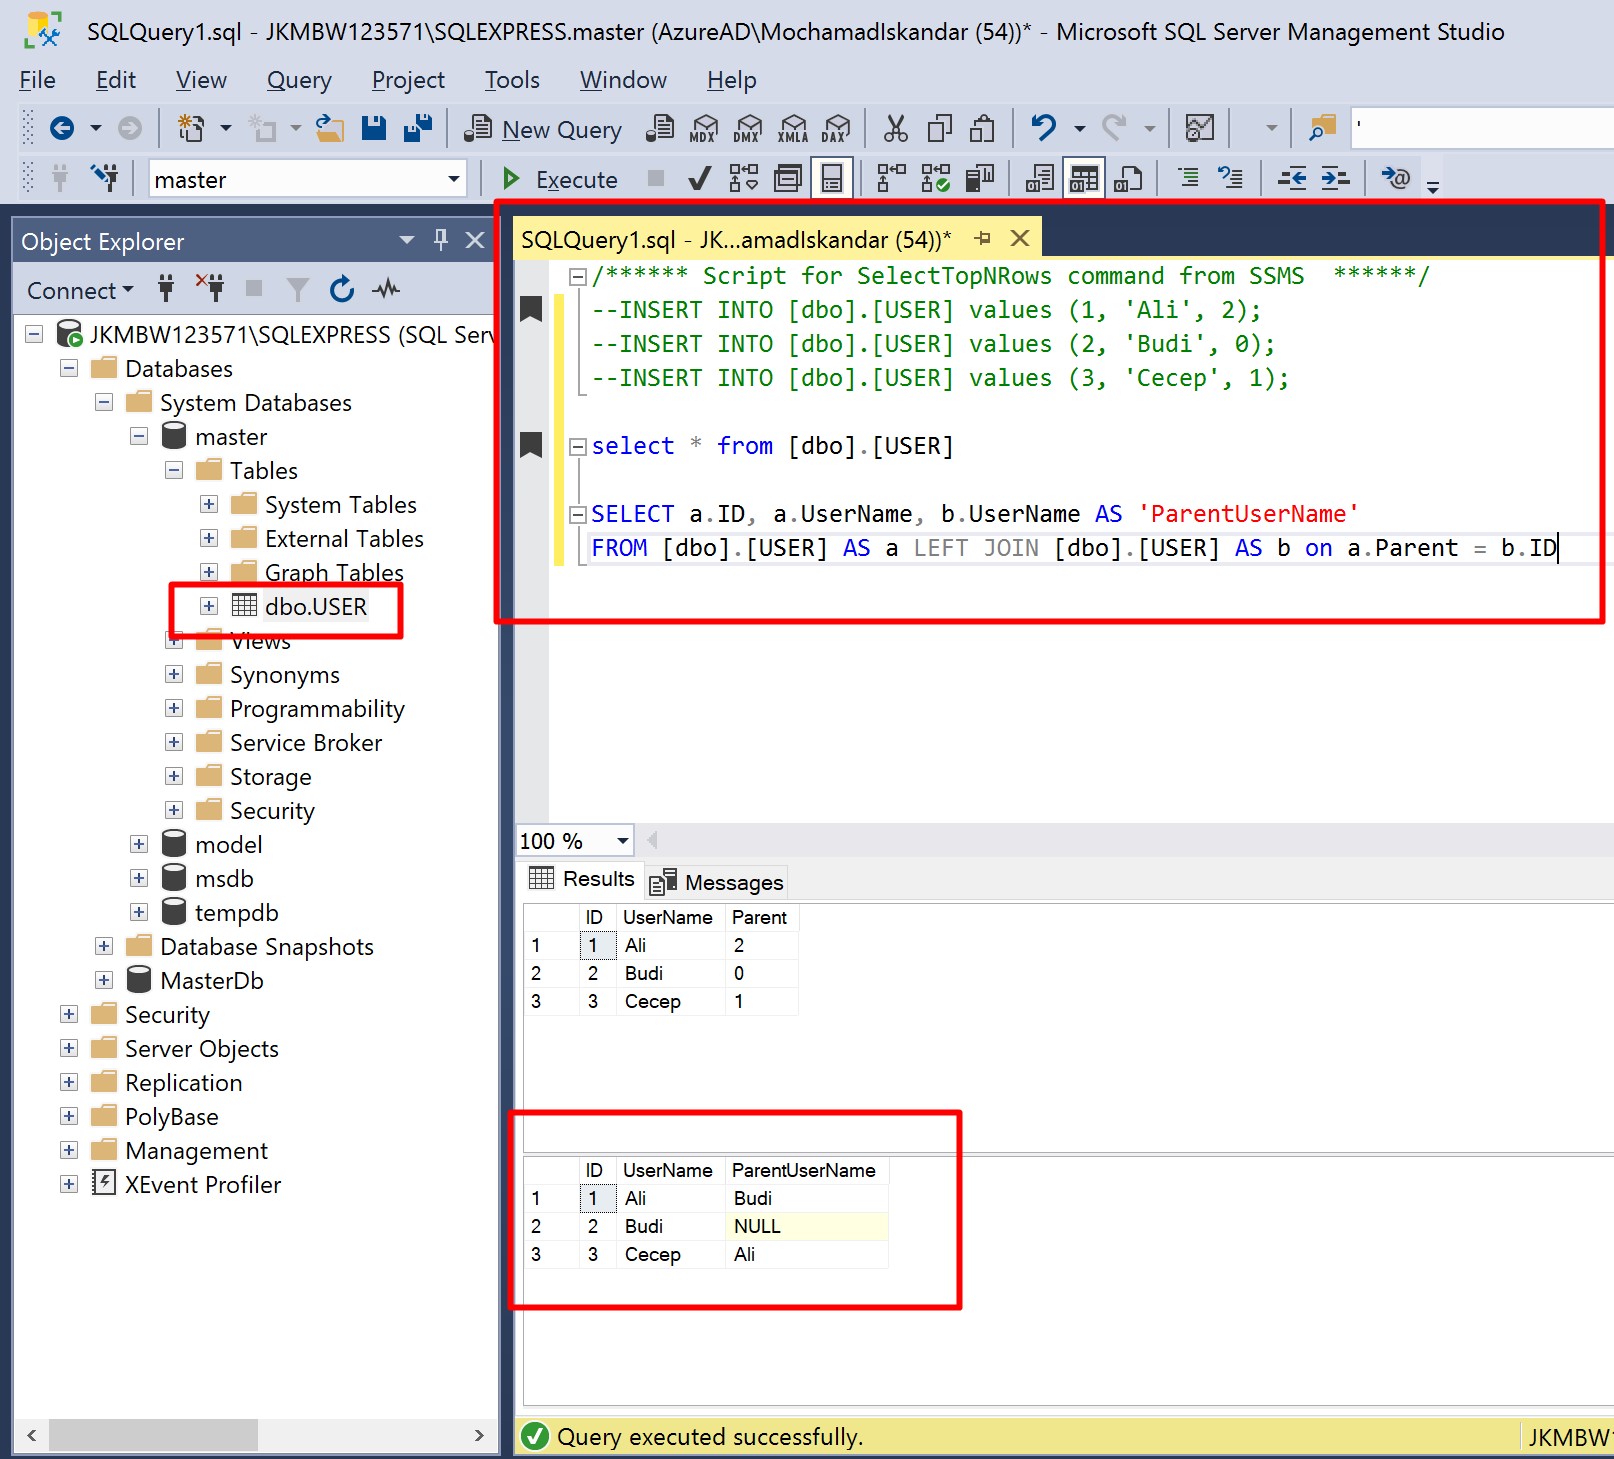 SQLQuery1.sql - JKMBW123571\SQLEXPRESS.master (AzureAD\MochamadIskandar (54))* - Microsoft SQL Server Management Studio
File Edit View Query Project Tools Window Help
New Query MDX DMX XMLA DAX '
master Execute
Object Explorer
Connect
JKMBW123571\SQLEXPRESS (SQL Serv
Databases
System Databases
master
Tables
System Tables
External Tables
Graph Tables
dbo.USER
Views
Synonyms
Programmability
Service Broker
Storage
Security
model
msdb
tempdb
Database Snapshots
MasterDb
Security
Server Objects
Replication
PolyBase
Management
XEvent Profiler
SQLQuery1.sql - JK...amadIskandar (54))*
/****** Script for SelectTopNRows command from SSMS  ******/
--INSERT INTO [dbo].[USER] values (1, 'Ali', 2);
--INSERT INTO [dbo].[USER] values (2, 'Budi', 0);
--INSERT INTO [dbo].[USER] values (3, 'Cecep', 1);
select * from [dbo].[USER]
SELECT a.ID, a.UserName, b.UserName AS 'ParentUserName'
FROM [dbo].[USER] AS a LEFT JOIN [dbo].[USER] AS b on a.Parent = b.ID
100 %
Results Messages
ID UserName Parent
1 1 Ali 2
2 2 Budi 0
3 3 Cecep 1
ID UserName ParentUserName
1 1 Ali Budi
2 2 Budi NULL
3 3 Cecep Ali
Query executed successfully. JKMBW1